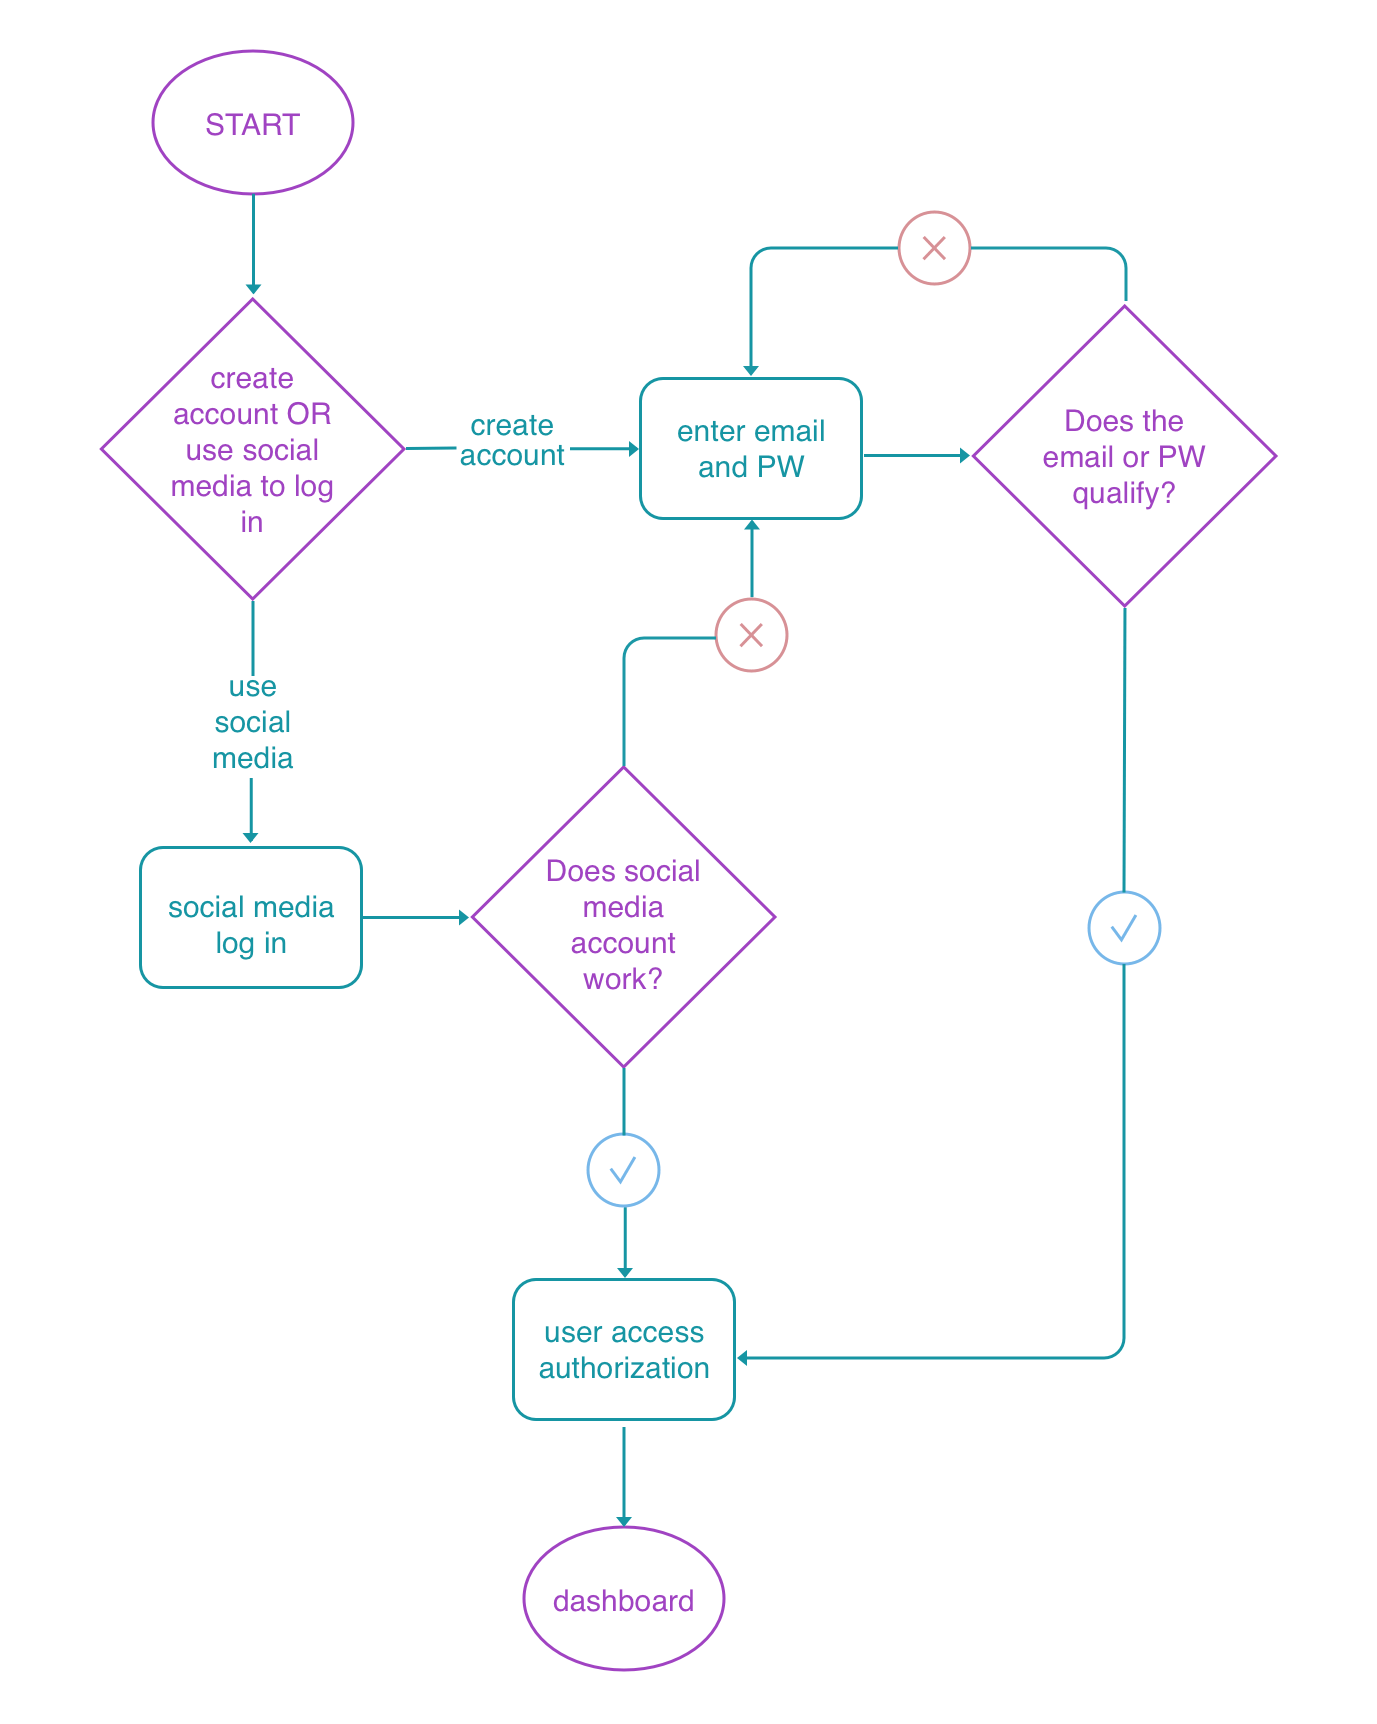 START
create
account OR
use social
media to log
in
create
account
enter email
and PW
Does the
email or PW
qualify?
use
social
media
social media
log in
Does social
media
account
work?
user access
authorization
dashboard